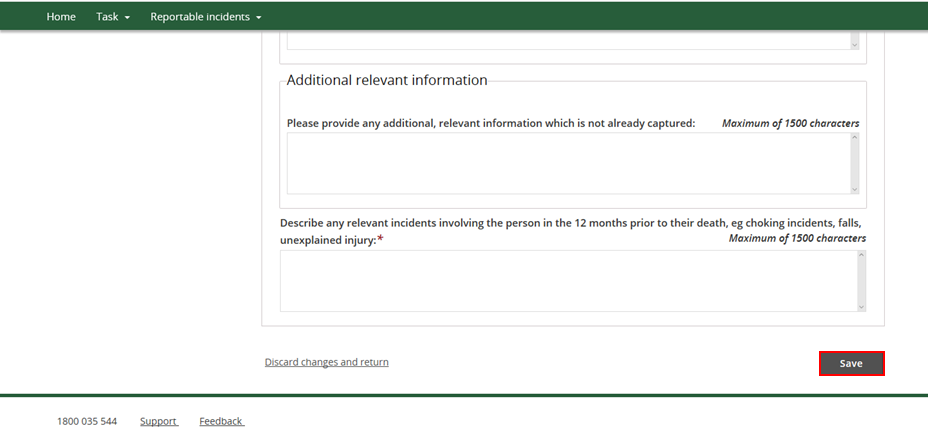 Home Task Reportable incidents
Additional relevant information
Please provide any additional, relevant information which is not already captured: Maximum of 1500 characters
Describe any relevant incidents involving the person in the 12 months prior to their death, eg choking incidents, falls,
unexplained injury:* Maximum of 1500 characters
Discard changes and return Save
1800 035 544 Support Feedback